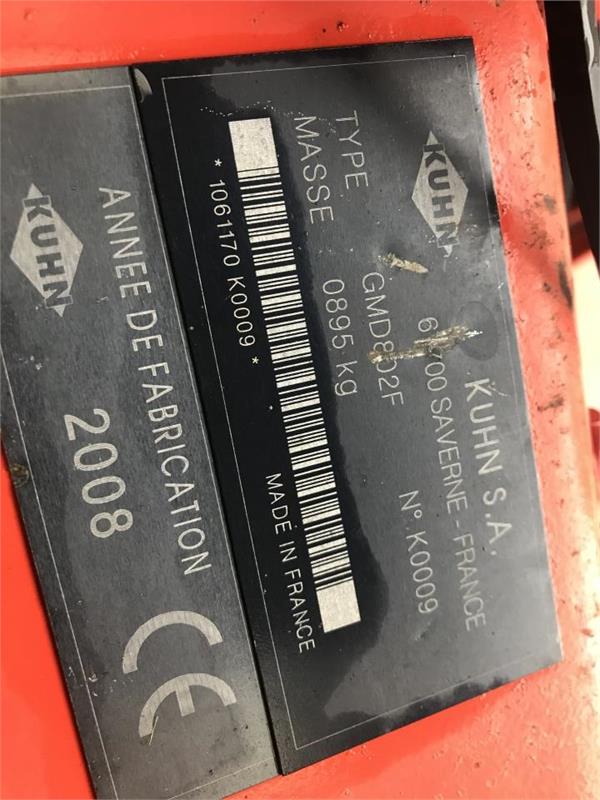 KUHN
KUHN S.A.
67700 SAVERNE - FRANCE
TYPE GMD802F N°.K0009
MASSE 0895 kg
* 1061170 K0009 *
MADE IN FRANCE
KUHN
ANNEE DE FABRICATION
2008
CE